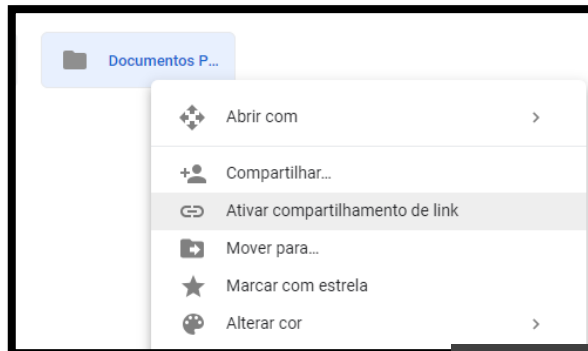 Documentos P...
Abrir com
Compartilhar...
Ativar compartilhamento de link
Mover para...
Marcar com estrela
Alterar cor